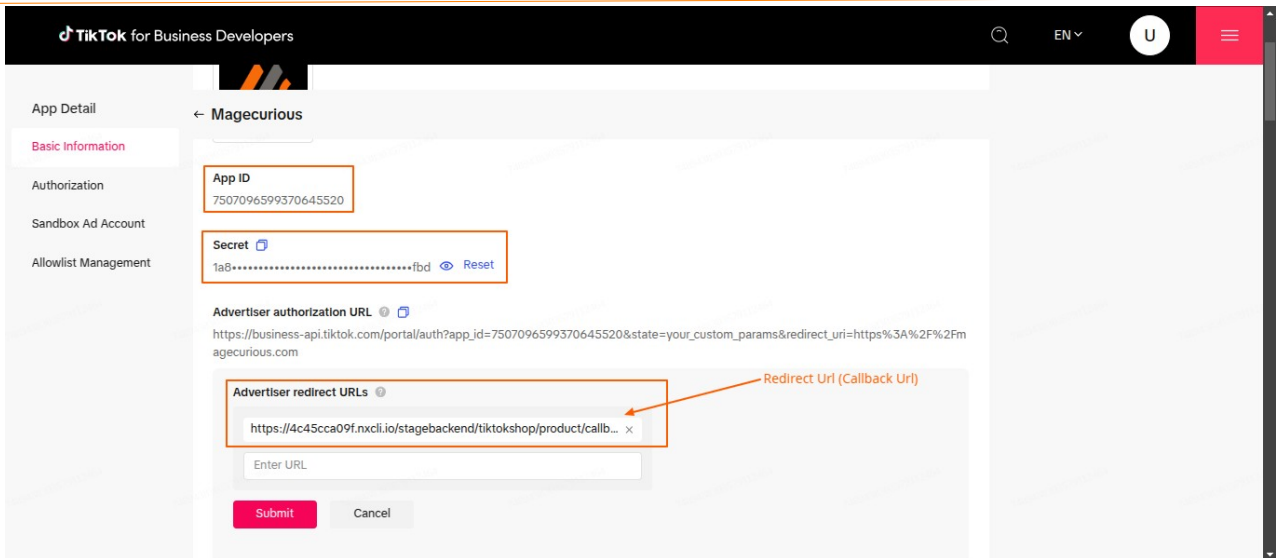 TikTok for Business Developers
EN
U
App Detail
← Magecurious
Basic Information
Authorization
Sandbox Ad Account
Allowlist Management
App ID
7507096599370645520
Secret
1a8••••••••••••••••••••••••••••••••••fbd Reset
Advertiser authorization URL
https://business-api.tiktok.com/portal/auth?app_id=7507096599370645520&state=your_custom_params&redirect_uri=https%3A%2F%2Fm
agecurious.com
Redirect Url (Callback Url)
Advertiser redirect URLs
https://4c45cca09f.nxcli.io/stagebackend/tiktokshop/product/callb... ×
Enter URL
Submit Cancel